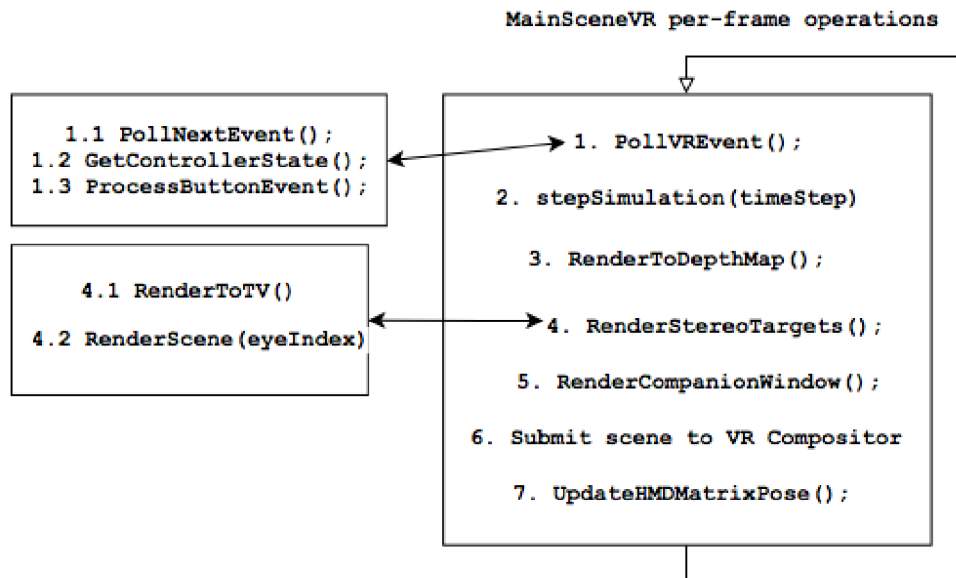 MainSceneVR per-frame operations
1.1 PollNextEvent();
1.2 GetControllerState();
1.3 ProcessButtonEvent();
4.1 RenderToTV()
4.2 RenderScene(eyeIndex)
1. PollVREvent();
2. stepSimulation(timeStep)
3. RenderToDepthMap();
4. RenderStereoTargets();
5. RenderCompanionWindow();
6. Submit scene to VR Compositor
7. UpdateHMDMatrixPose();